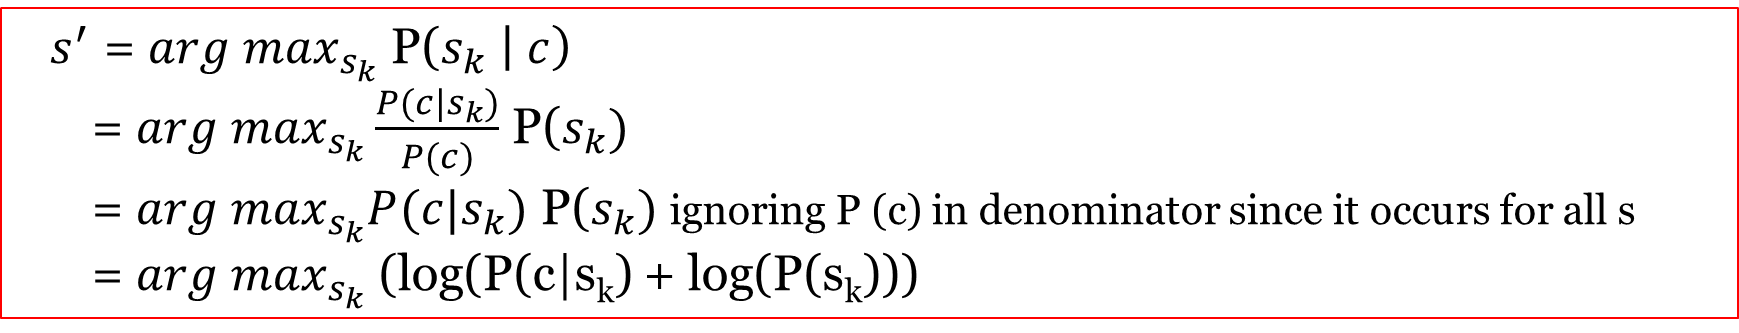 s′ = arg max_{s_k} P(s_k | c)
= arg max_{s_k} \frac{P(c|s_k)}{P(c)} P(s_k)
= arg max_{s_k} P(c|s_k) P(s_k) ignoring P (c) in denominator since it occurs for all s
= arg max_{s_k} (log(P(c|s_k) + log(P(s_k)))